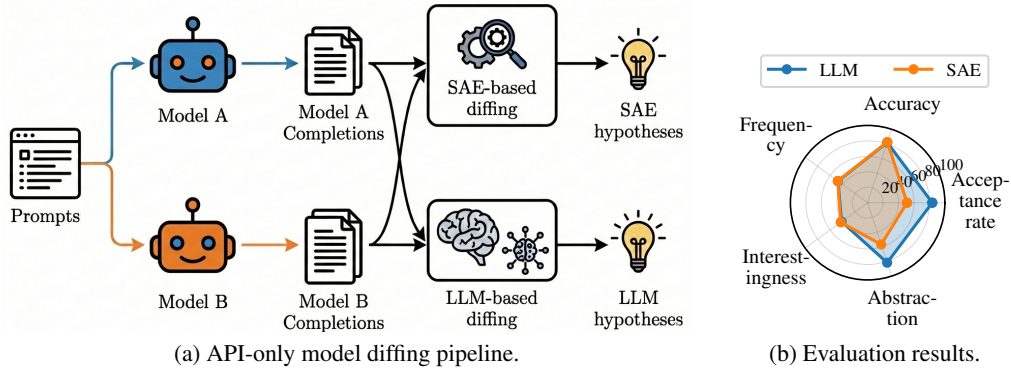 Prompts
Model A
Model B
Model A
Completions
Model B
Completions
SAE-based
diffing
LLM-based
diffing
SAE
hypotheses
LLM
hypotheses
(a) API-only model diffing pipeline.
LLM
SAE
Accuracy
Frequen-
cy
Interest-
ingness
Abstrac-
tion
Accep-
tance
rate
20
40
60
80
100
(b) Evaluation results.